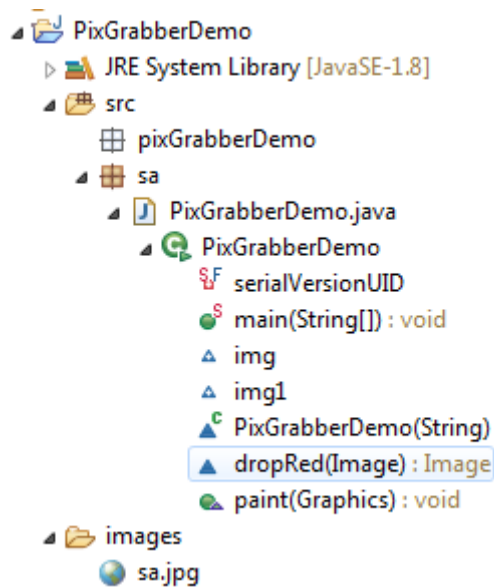 PixGrabberDemo
JRE System Library [JavaSE-1.8]
src
pixGrabberDemo
sa
PixGrabberDemo.java
PixGrabberDemo
serialVersionUID
main(String[]) : void
img
img1
PixGrabberDemo(String)
dropRed(Image) : Image
paint(Graphics) : void
images
sa.jpg